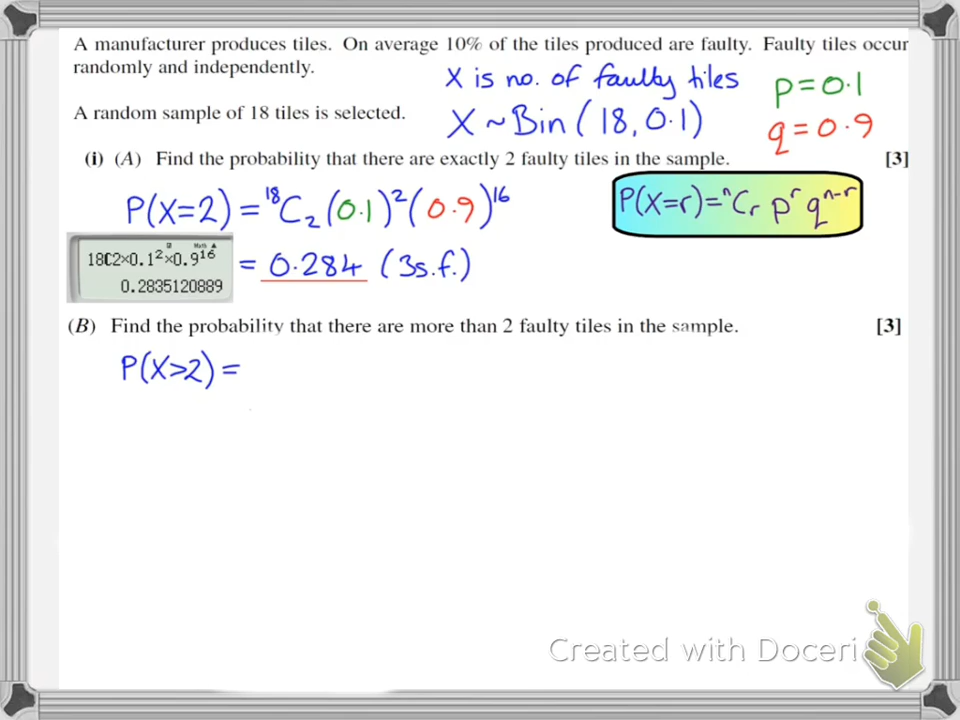 A manufacturer produces tiles. On average 10% of the tiles produced are faulty. Faulty tiles occur
randomly and independently.
X is no. of faulty tiles
p=0.1
A random sample of 18 tiles is selected.
X ~ Bin (18, 0.1)
q=0.9
(i) (A) Find the probability that there are exactly 2 faulty tiles in the sample. [3]
P(X=2) = ¹⁸C₂ (0.1)² (0.9)¹⁶
P(X=r)=ⁿCᵣ pʳ qⁿ⁻ʳ
Math ▲
18C2×0.1²×0.9¹⁶
0.2835120889
= 0.284 (3s.f.)
(B) Find the probability that there are more than 2 faulty tiles in the sample. [3]
P(X>2) =
Created with Doceri